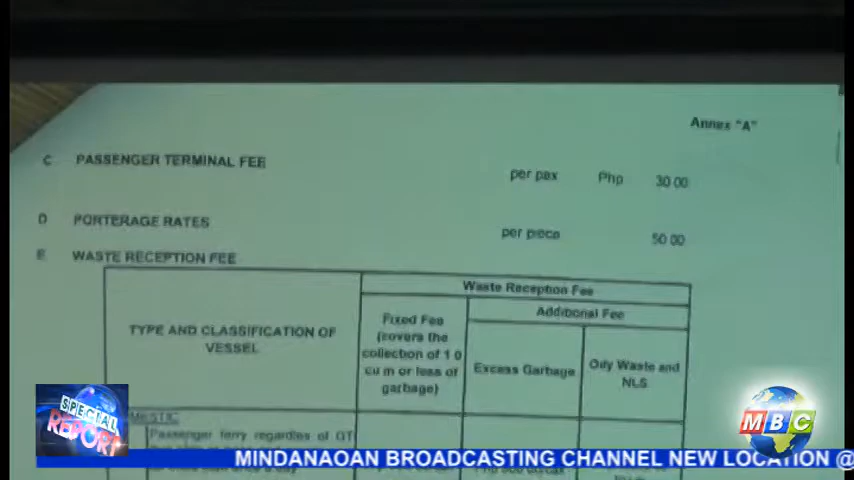 Annex "A"
C PASSENGER TERMINAL FEE per pax Php 30 00
D PORTERAGE RATES per piece 50 00
E WASTE RECEPTION FEE
Waste Reception Fee
TYPE AND CLASSIFICATION OF
VESSEL
Fixed Fee
(covers the
collection of 1 0
cu m or less of
garbage)
Additional Fee
Excess Garbage
Oily Waste and
NLS
Passenger ferry regardless of GT
SPECIAL
REPORT
MBC
MINDANAOAN BROADCASTING CHANNEL NEW LOCATION @